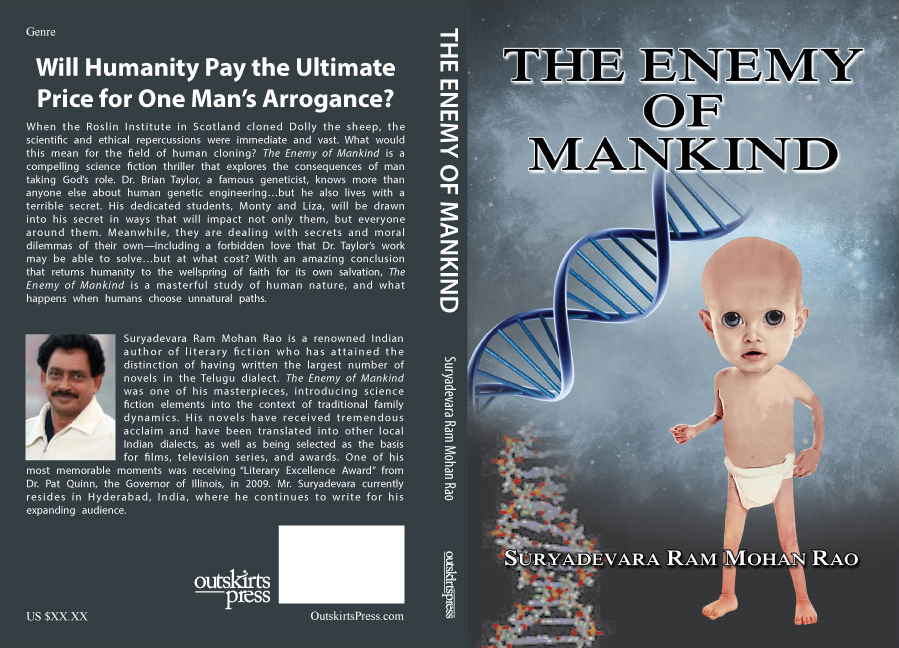 Genre
Will Humanity Pay the Ultimate
Price for One Man's Arrogance?
When the Roslin Institute in Scotland cloned Dolly the sheep, the
scientific and ethical repercussions were immediate and vast. What would
this mean for the field of human cloning? The Enemy of Mankind is a
compelling science fiction thriller that explores the consequences of man
taking God's role. Dr. Brian Taylor, a famous geneticist, knows more than
anyone else about human genetic engineering…but he also lives with a
terrible secret. His dedicated students, Monty and Liza, will be drawn
into his secret in ways that will impact not only them, but everyone
around them. Meanwhile, they are dealing with secrets and moral
dilemmas of their own—including a forbidden love that Dr. Taylor's work
may be able to solve…but at what cost? With an amazing conclusion
that returns humanity to the wellspring of faith for its own salvation, The
Enemy of Mankind is a masterful study of human nature, and what
happens when humans choose unnatural paths.
Suryadevara Ram Mohan Rao is a renowned Indian
author of literary fiction who has attained the
distinction of having written the largest number of
novels in the Telugu dialect. The Enemy of Mankind
was one of his masterpieces, introducing science
fiction elements into the context of traditional family
dynamics. His novels have received tremendous
acclaim and have been translated into other local
Indian dialects, as well as being selected as the basis
for films, television series, and awards. One of his
most memorable moments was receiving "Literary Excellence Award" from
Dr. Pat Quinn, the Governor of Illinois, in 2009. Mr. Suryadevara currently
resides in Hyderabad, India, where he continues to write for his
expanding audience.
outskirts
press
US $XX.XX
OutskirtsPress.com
THE ENEMY OF MANKIND
Suryadevara Ram Mohan Rao
outskirtspress
THE ENEMY
OF
MANKIND
SURYADEVARA RAM MOHAN RAO